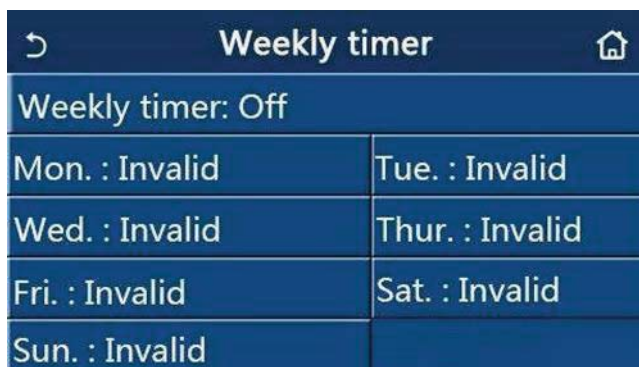 Weekly timer
Weekly timer: Off
Mon. : Invalid
Tue. : Invalid
Wed. : Invalid
Thur. : Invalid
Fri. : Invalid
Sat. : Invalid
Sun. : Invalid